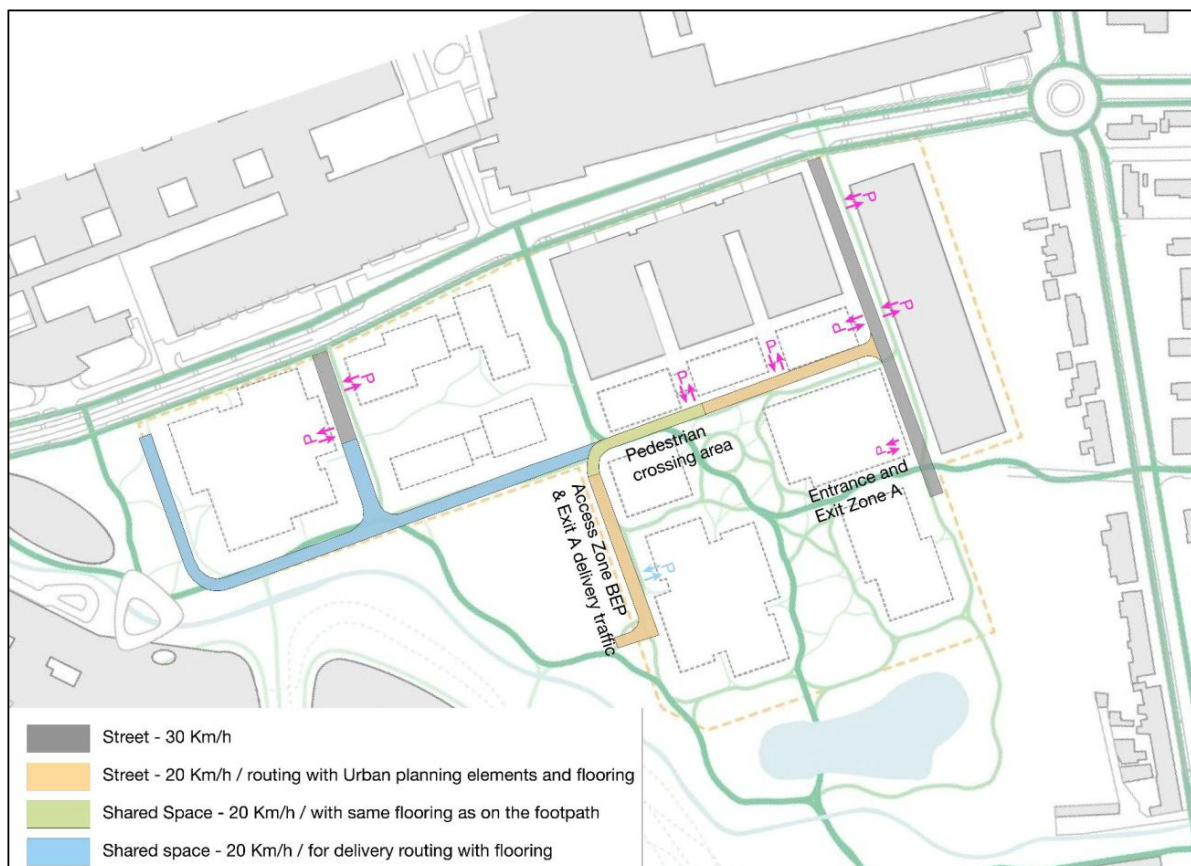 P
P
P
P
P
P
P
P
Pedestrian
crossing area
P
Entrance and
Exit Zone A
Access Zone BEP
& Exit A delivery traffic
P
Street - 30 Km/h
Street - 20 Km/h / routing with Urban planning elements and flooring
Shared Space - 20 Km/h / with same flooring as on the footpath
Shared space - 20 Km/h / for delivery routing with flooring